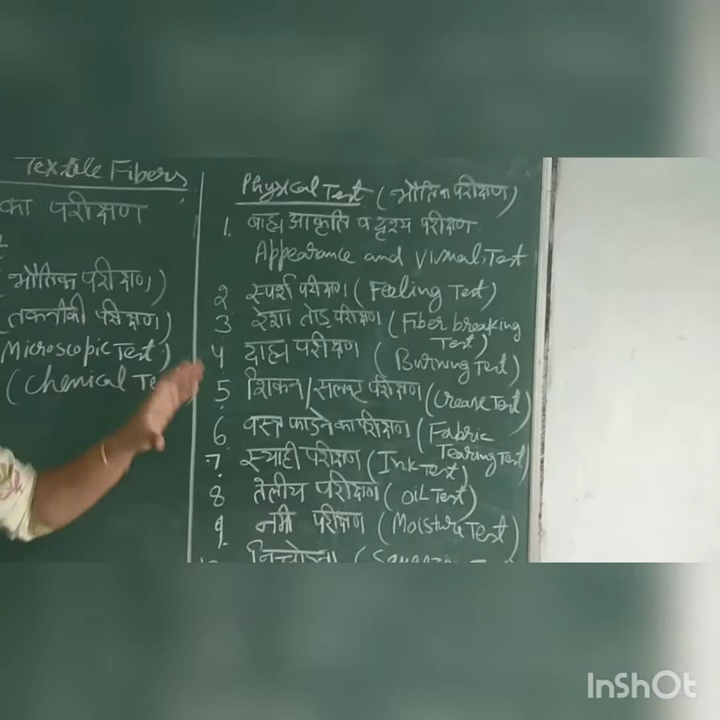 Textile Fibers
का परीक्षण
(भौतिक परीक्षण)
(तकनीकी परीक्षण)
Microscopic Test)
(Chemical Te
Physical Test (भौतिक परीक्षण)
1. बाह्य आकृति व दृश्य परीक्षण
Appearance and Visual Test
2 स्पर्श परीक्षण (Feeling Test)
3 रेशा तोड़ परीक्षण (Fiber breaking Test)
4 दाह्य परीक्षण (Burning Test)
5 शिकन/सलवट परीक्षण (Crease Test)
6 वस्त्र फाड़ने का परीक्षण (Fabric Tearing Test)
7 स्याही परीक्षण (Ink Test)
8 तेलीय परीक्षण (Oil Test)
9 नमी परीक्षण (Moisture Test)
InShOt